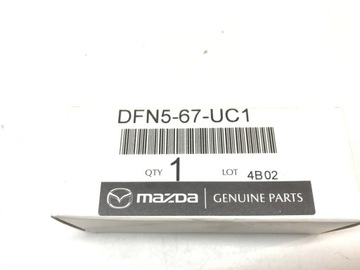 DFN5-67-UC1
QTY 1 LOT 4B02
mazda GENUINE PARTS